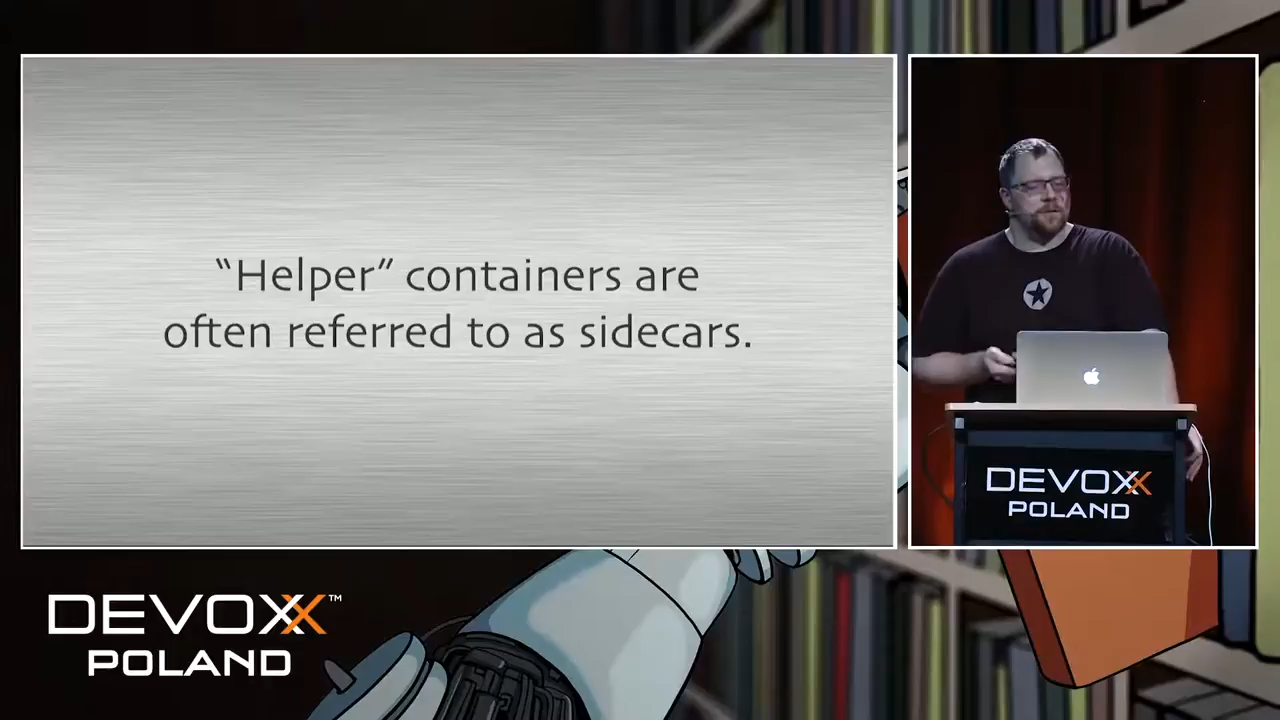 “Helper” containers are
often referred to as sidecars.
DEVOXX
POLAND
DEVOXX™
POLAND